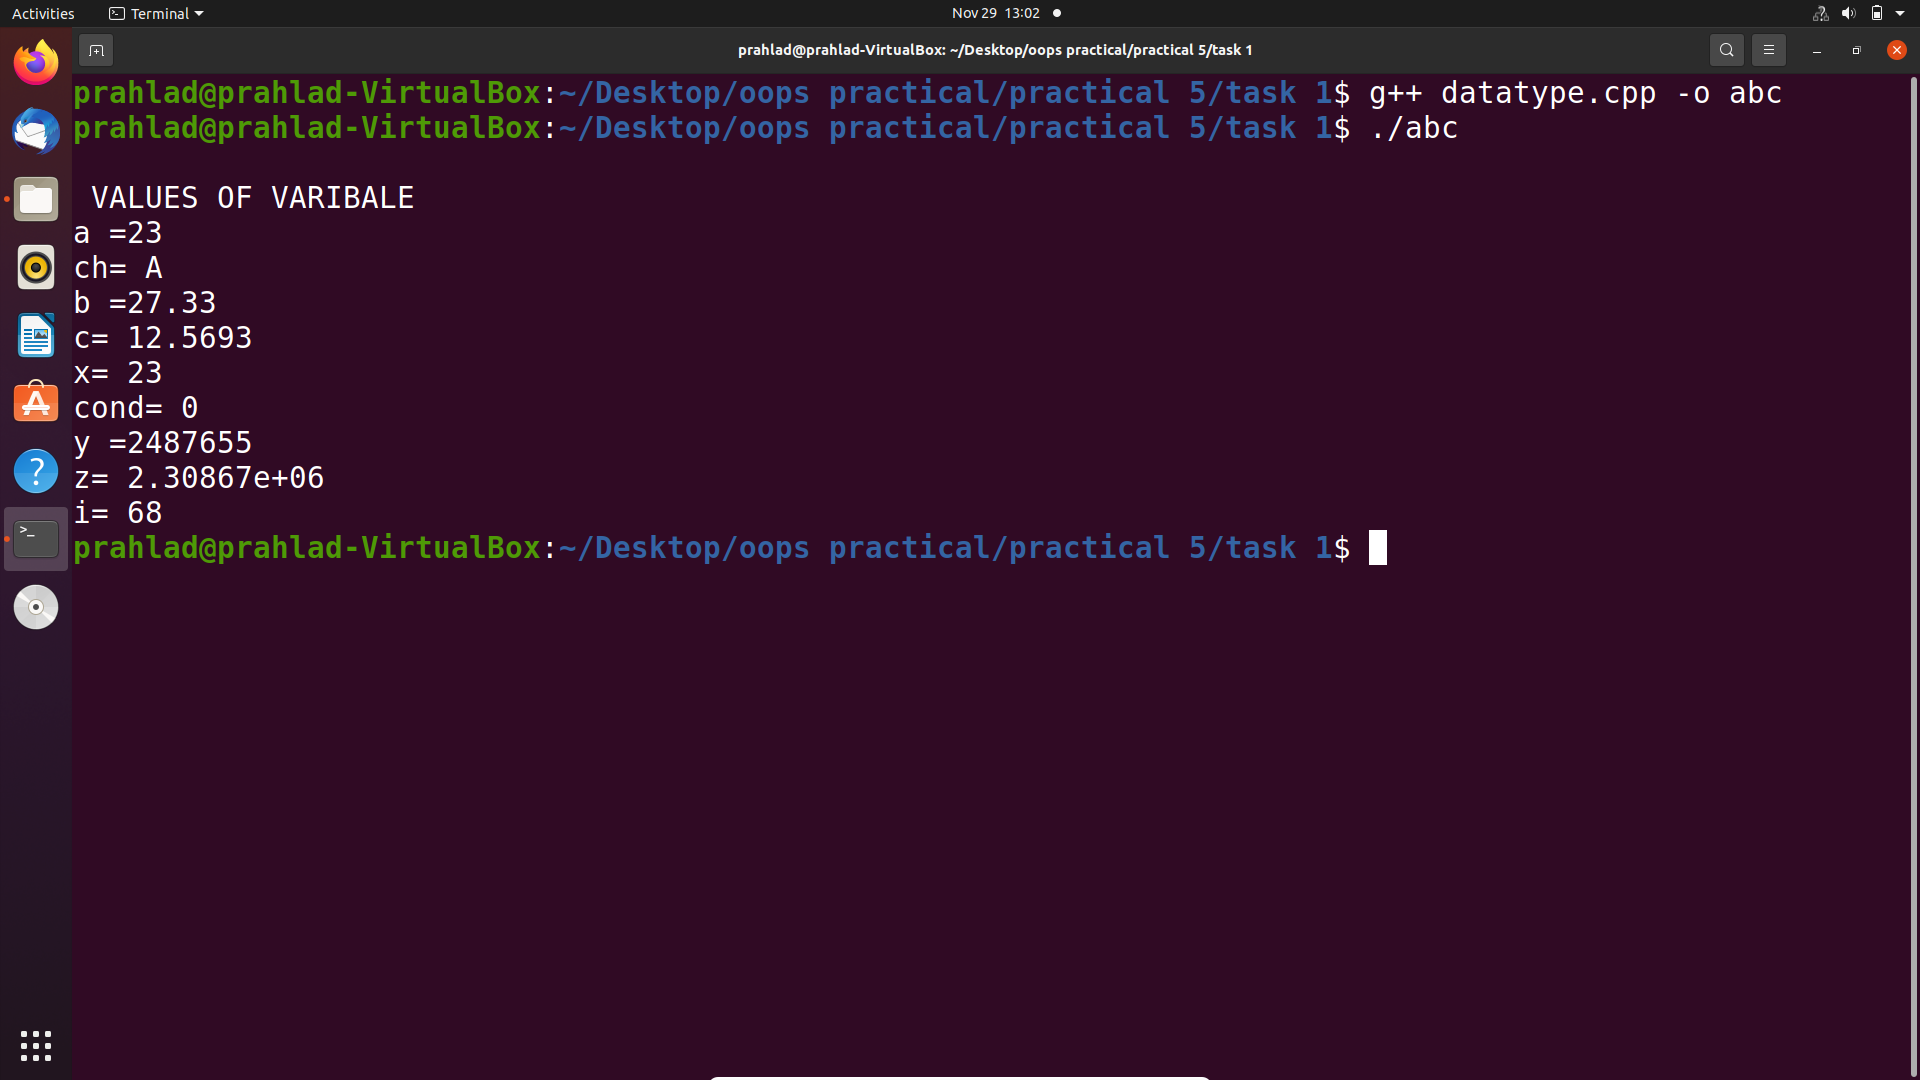 Activities Terminal Nov 29 13:02
prahlad@prahlad-VirtualBox: ~/Desktop/oops practical/practical 5/task 1
prahlad@prahlad-VirtualBox:~/Desktop/oops practical/practical 5/task 1$ g++ datatype.cpp -o abc
prahlad@prahlad-VirtualBox:~/Desktop/oops practical/practical 5/task 1$ ./abc
VALUES OF VARIBALE
a =23
ch= A
b =27.33
c= 12.5693
x= 23
cond= 0
y =2487655
z= 2.30867e+06
i= 68
prahlad@prahlad-VirtualBox:~/Desktop/oops practical/practical 5/task 1$